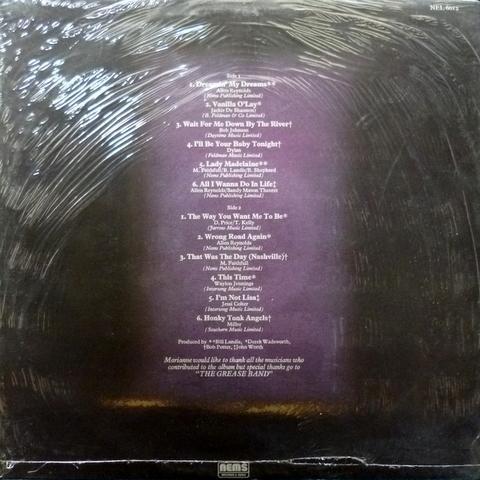 NEL 6012
Side 1
1. Dreamin' My Dreams**
Allen Reynolds
(Nems Publishing Limited)
2. Vanilla O'Lay*
Jackie De Shannon
(B. Feldman & Co Limited)
3. Wait For Me Down By The River†
Bob Johnson
(Daytime Music Limited)
4. I'll Be Your Baby Tonight†
Dylan
(Feldman Music Limited)
5. Lady Madelaine**
M. Faithfull/B. Landis/B. Shepherd
(Nems Publishing Limited)
6. All I Wanna Do In Life‡
Allen Reynolds/Sandy Mason Theoret
(Nems Publishing Limited)
Side 2
1. The Way You Want Me To Be*
D. Price/T. Kelly
(Jarrow Music Limited)
2. Wrong Road Again*
Allen Reynolds
(Nems Publishing Limited)
3. That Was The Day (Nashville)†
M. Faithfull
(Nems Publishing Limited)
4. This Time*
Waylon Jennings
(Intersong Music Limited)
5. I'm Not Lisa‡
Jessi Colter
(Intersong Music Limited)
6. Honky Tonk Angels†
Milby
(Southern Music Limited)
Produced by **Bill Landis, *Derek Wadsworth,
†Bob Potter, ‡John Worth
Marianne would like to thank all the musicians who
contributed to the album but special thanks go to
"THE GREASE BAND"
NEMS